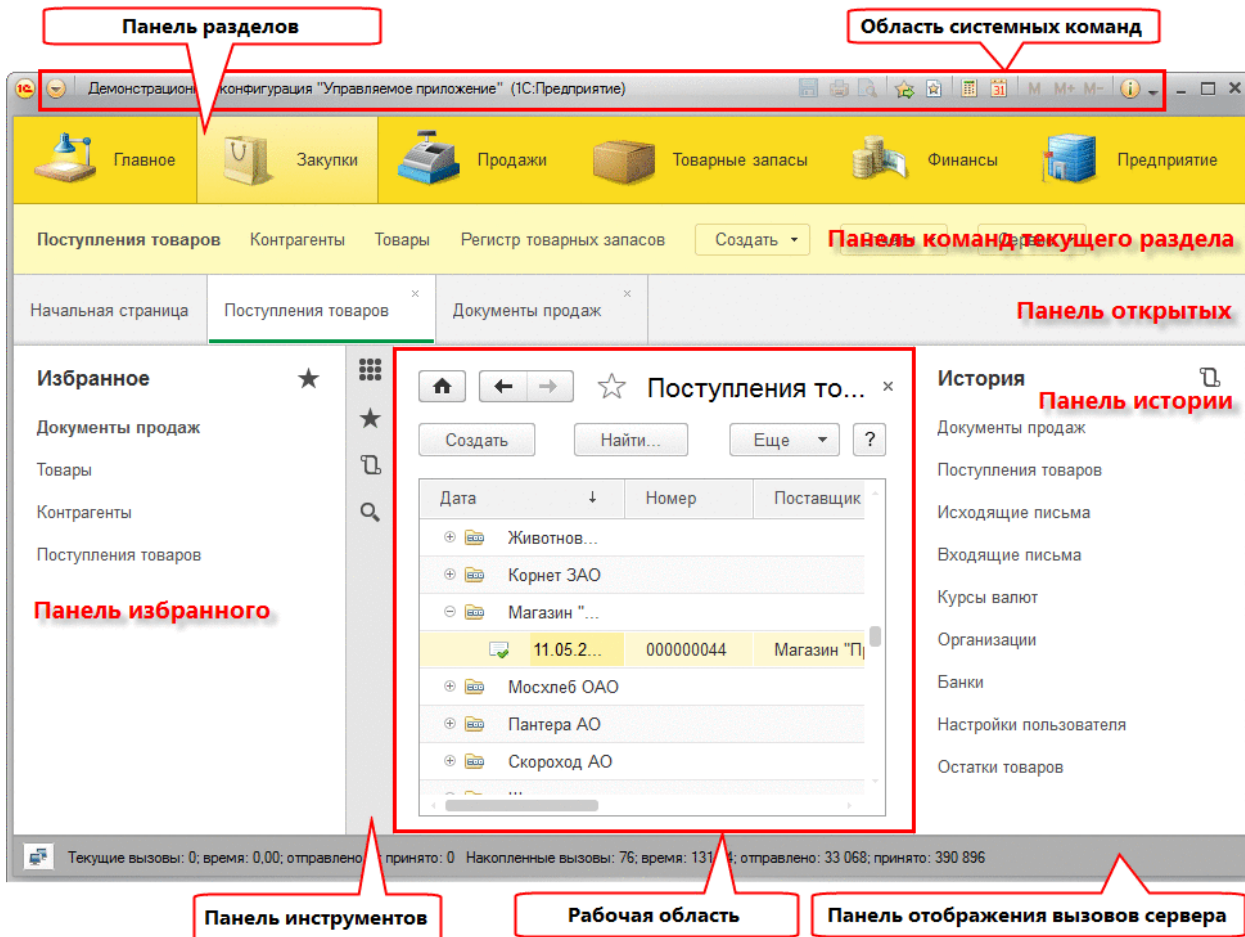 Панель разделов
Область системных команд
Демонстрационн конфигурация "Управляемое приложение" (1С:Предприятие)
M M+ M-
31
Главное Закупки Продажи Товарные запасы Финансы Предприятие
Поступления товаров Контрагенты Товары Регистр товарных запасов Создать
Панель команд текущего раздела
Начальная страница Поступления товаров Документы продаж
Панель открытых
Избранное
Документы продаж
Товары
Контрагенты
Поступления товаров
Панель избранного
Поступления то...
Создать Найти... Еще ?
Дата Номер Поставщик
Животнов...
Корнет ЗАО
Магазин "...
11.05.2... 000000044 Магазин "П
Мосхлеб ОАО
Пантера АО
Скороход АО
История
Панель истории
Документы продаж
Поступления товаров
Исходящие письма
Входящие письма
Курсы валют
Организации
Банки
Настройки пользователя
Остатки товаров
Текущие вызовы: 0; время: 0,00; отправлено принято: 0 Накопленные вызовы: 76; время: 131 4; отправлено: 33 068; принято: 390 896
Панель инструментов
Рабочая область
Панель отображения вызовов сервера